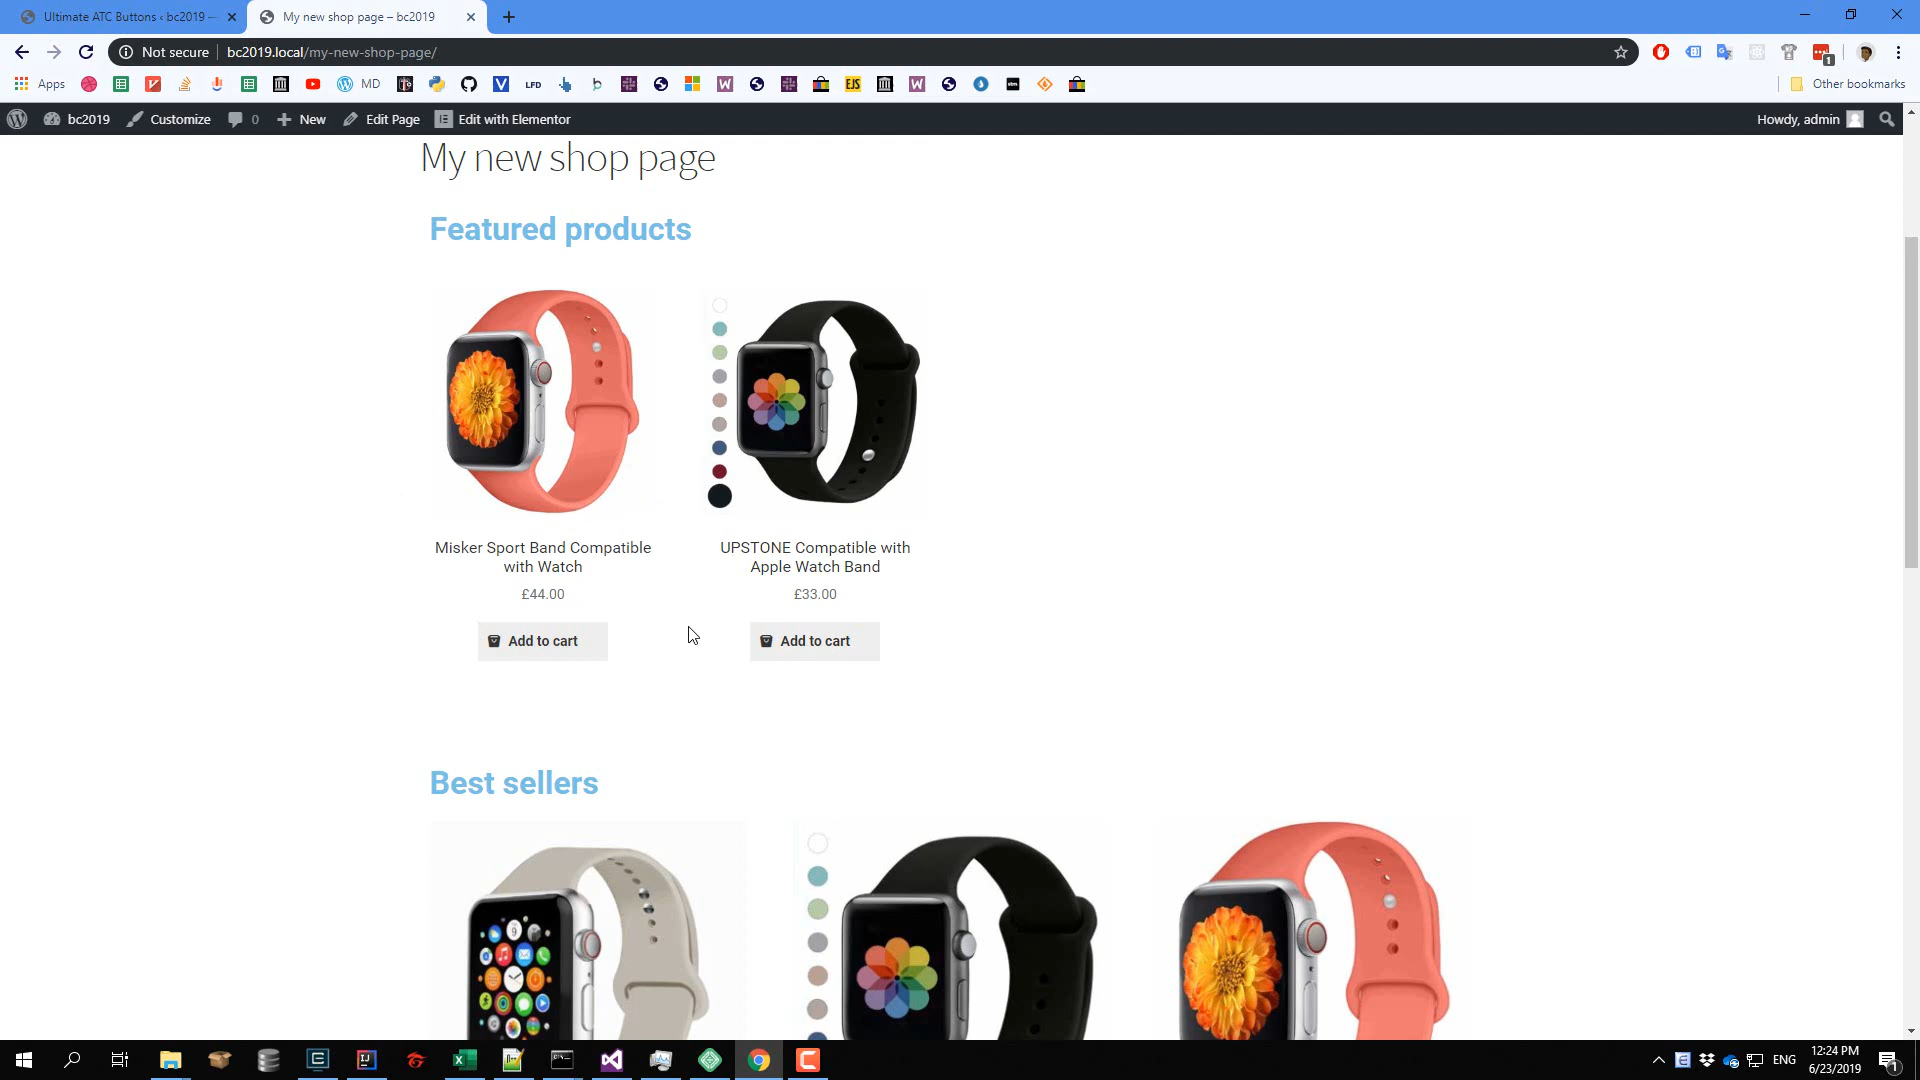 Ultimate ATC Buttons ‹ bc2019 —
My new shop page – bc2019
Not secure
bc2019.local/my-new-shop-page/
Apps
MD
LFD
EJS
Other bookmarks
bc2019
Customize
0
New
Edit Page
Edit with Elementor
Howdy, admin
My new shop page
Featured products
Misker Sport Band Compatible
with Watch
£44.00
Add to cart
UPSTONE Compatible with
Apple Watch Band
£33.00
Add to cart
Best sellers
ENG
12:24 PM
6/23/2019